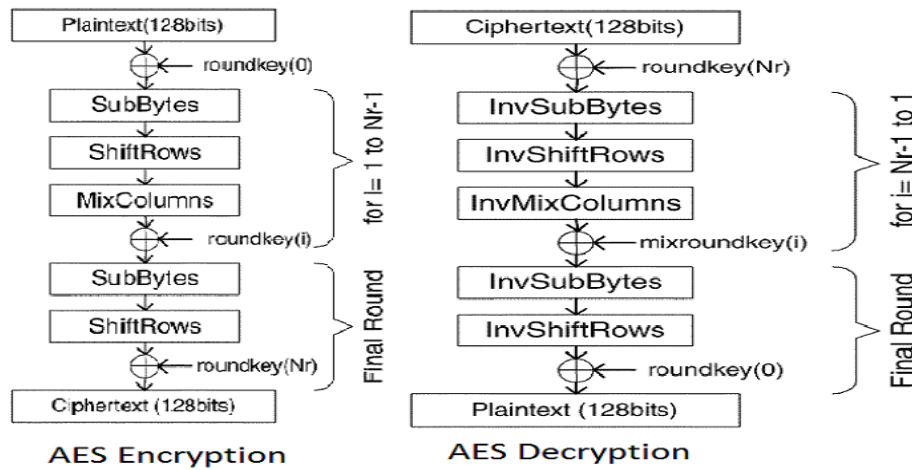 Plaintext(128bits)
roundkey(0)
SubBytes
ShiftRows
MixColumns
roundkey(i)
for i= 1 to Nr-1
SubBytes
ShiftRows
roundkey(Nr)
Final Round
Ciphertext (128bits)
AES Encryption
Ciphertext(128bits)
roundkey(Nr)
InvSubBytes
InvShiftRows
InvMixColumns
mixroundkey(i)
for i= Nr-1 to 1
InvSubBytes
InvShiftRows
roundkey(0)
Final Round
Plaintext (128bits)
AES Decryption